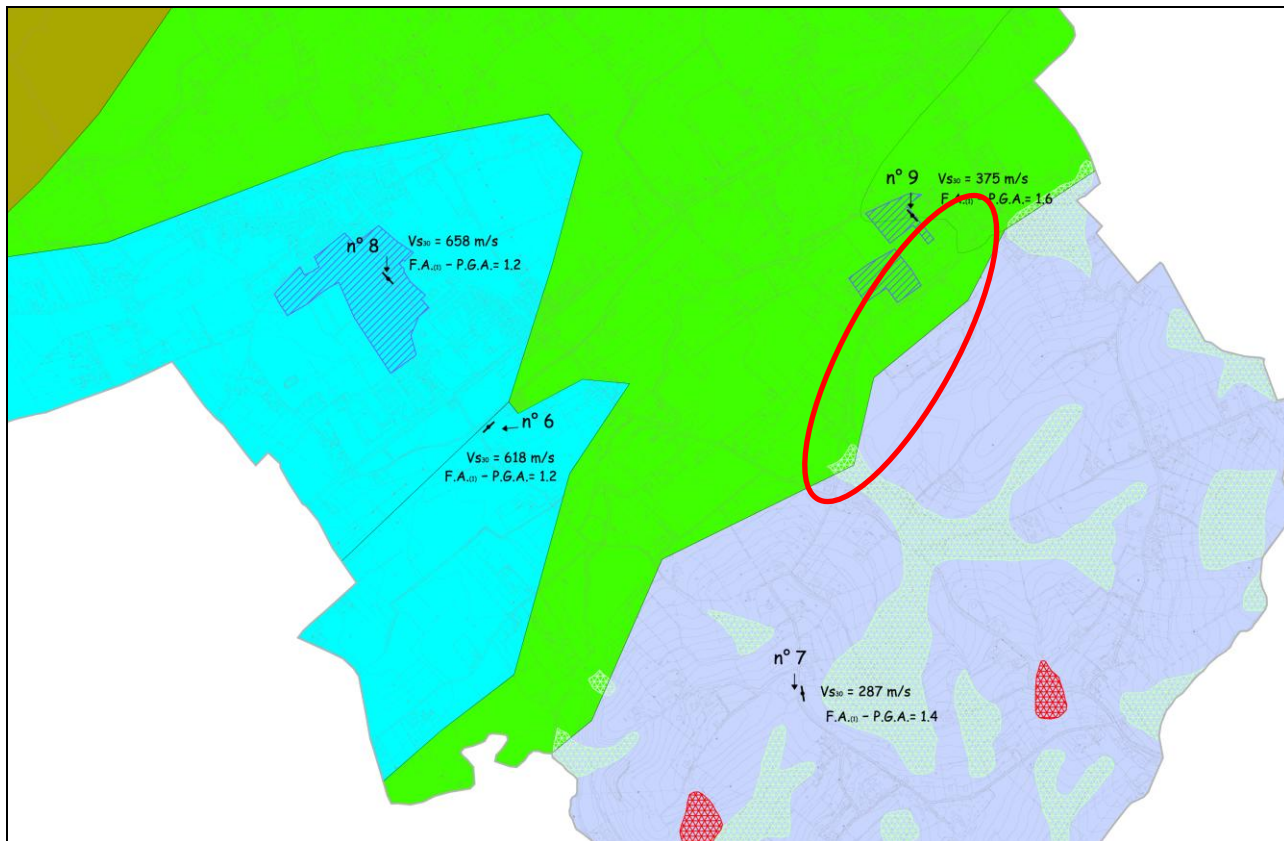 n° 9
Vs₃₀ = 375 m/s
F.A.₍₁₎ – P.G.A.= 1.6
n° 8
Vs₃₀ = 658 m/s
F.A.₍₁₎ – P.G.A.= 1.2
n° 6
Vs₃₀ = 618 m/s
F.A.₍₁₎ – P.G.A.= 1.2
n° 7
Vs₃₀ = 287 m/s
F.A.₍₁₎ – P.G.A.= 1.4